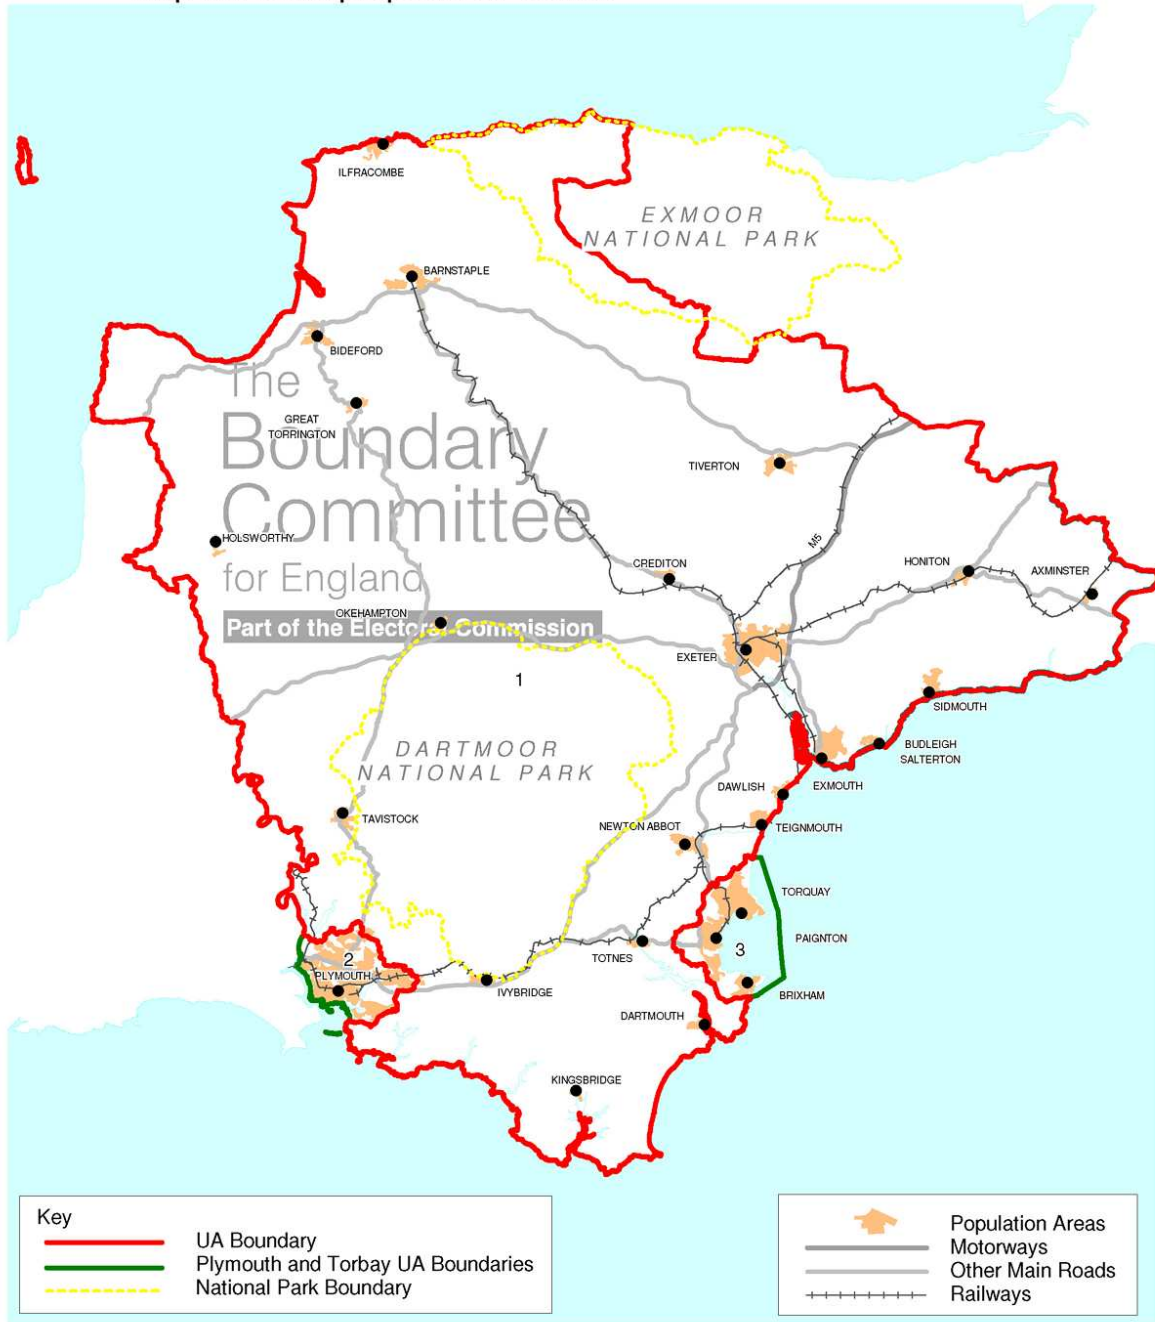 ILFRACOMBE
EXMOOR
NATIONAL PARK
BARNSTAPLE
BIDEFORD
The
GREAT
TORRINGTON
Boundary
TIVERTON
Committee
HOLSWORTHY
M5
for England
CREDITON
HONITON
AXMINSTER
OKEHAMPTON
Part of the Electoral Commission
EXETER
1
SIDMOUTH
DARTMOOR
NATIONAL PARK
BUDLEIGH
SALTERTON
DAWLISH
EXMOUTH
TAVISTOCK
NEWTON ABBOT
TEIGNMOUTH
TORQUAY
PAIGNTON
3
2
TOTNES
PLYMOUTH
IVYBRIDGE
BRIXHAM
DARTMOUTH
KINGSBRIDGE
Key
UA Boundary
Plymouth and Torbay UA Boundaries
National Park Boundary
Population Areas
Motorways
Other Main Roads
Railways